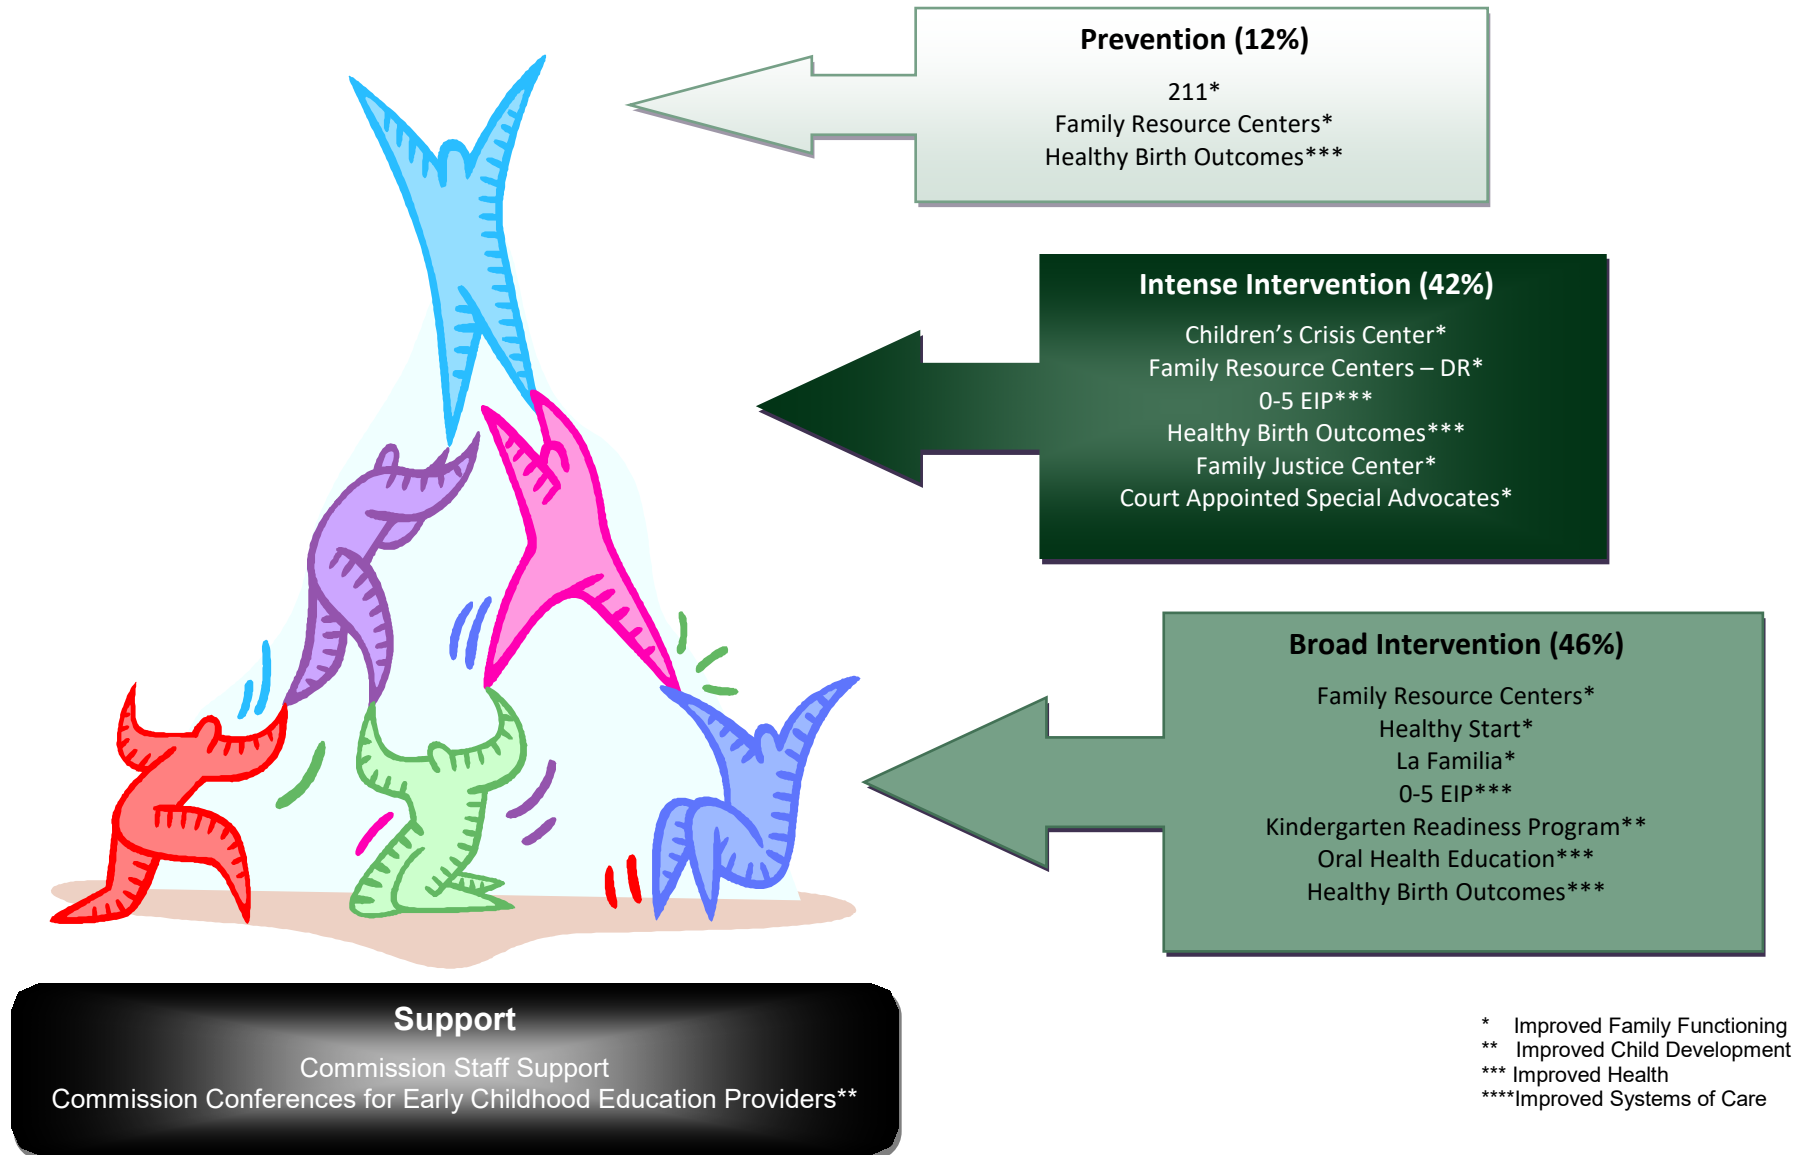 Prevention (12%)
211*
Family Resource Centers*
Healthy Birth Outcomes***
Intense Intervention (42%)
Children’s Crisis Center*
Family Resource Centers – DR*
0-5 EIP***
Healthy Birth Outcomes***
Family Justice Center*
Court Appointed Special Advocates*
Broad Intervention (46%)
Family Resource Centers*
Healthy Start*
La Familia*
0-5 EIP***
Kindergarten Readiness Program**
Oral Health Education***
Healthy Birth Outcomes***
Support
Commission Staff Support
Commission Conferences for Early Childhood Education Providers**
* Improved Family Functioning
** Improved Child Development
*** Improved Health
****Improved Systems of Care